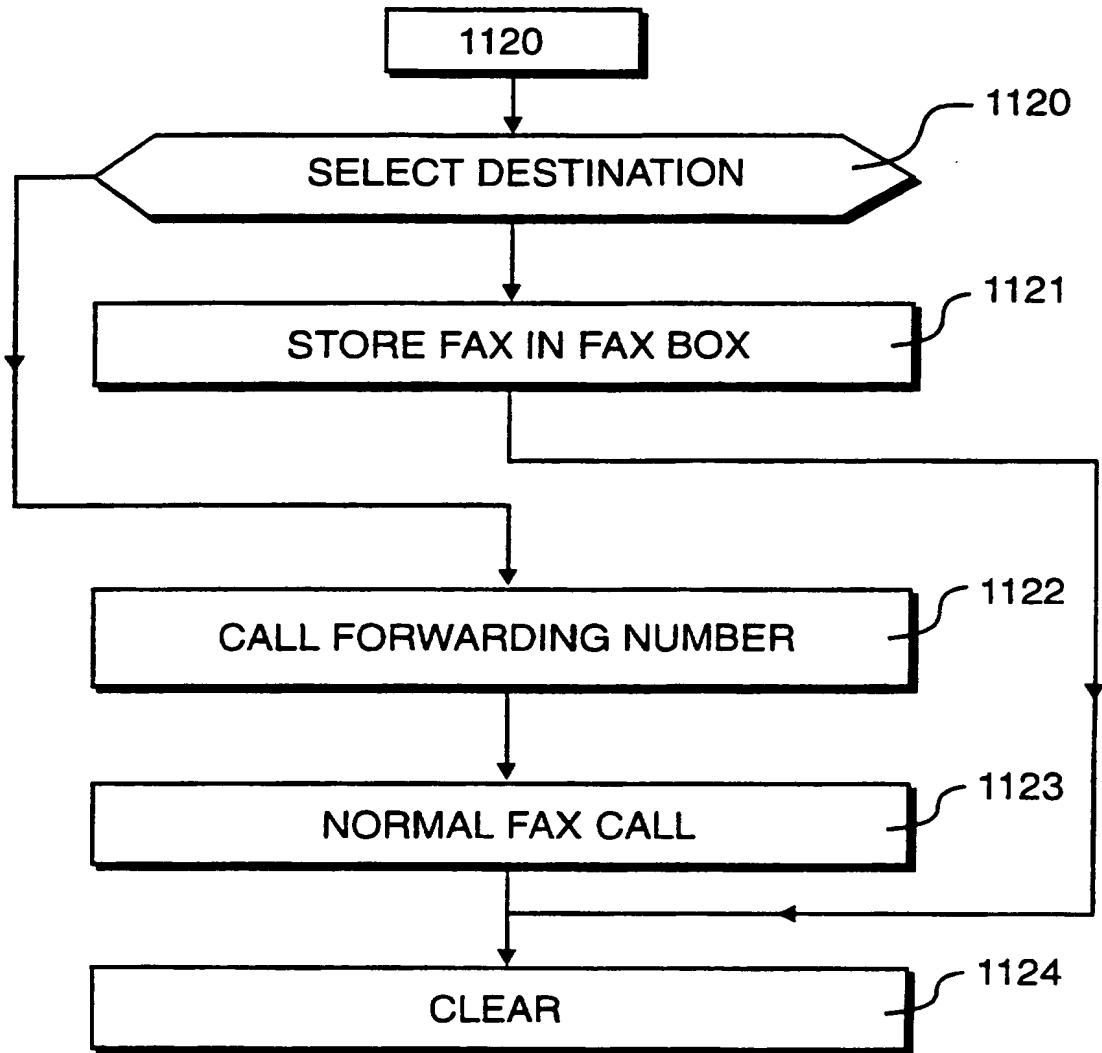 1120
1120
SELECT DESTINATION
1121
STORE FAX IN FAX BOX
1122
CALL FORWARDING NUMBER
1123
NORMAL FAX CALL
1124
CLEAR